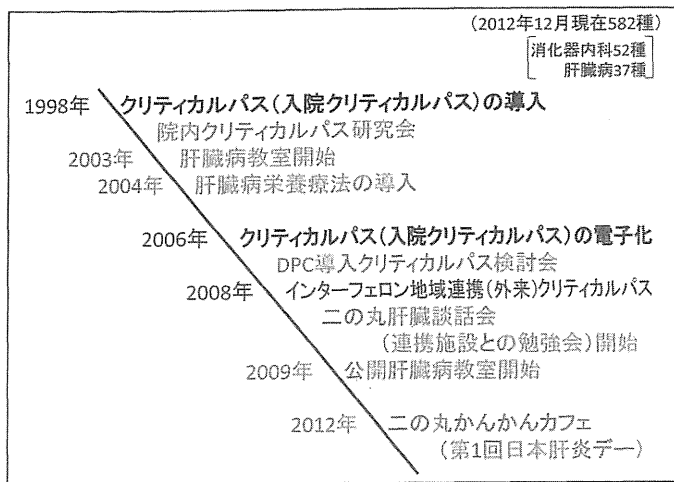 (2012年12月現在582種)
消化器内科52種
肝臓病37種
1998年 クリティカルパス(入院クリティカルパス)の導入
院内クリティカルパス研究会
2003年 肝臓病教室開始
2004年 肝臓病栄養療法の導入
2006年 クリティカルパス(入院クリティカルパス)の電子化
DPC導入クリティカルパス検討会
2008年 インターフェロン地域連携(外来)クリティカルパス
二の丸肝臓談話会
(連携施設との勉強会)開始
2009年 公開肝臓病教室開始
2012年 二の丸かんかんカフェ
(第1回日本肝炎デー)